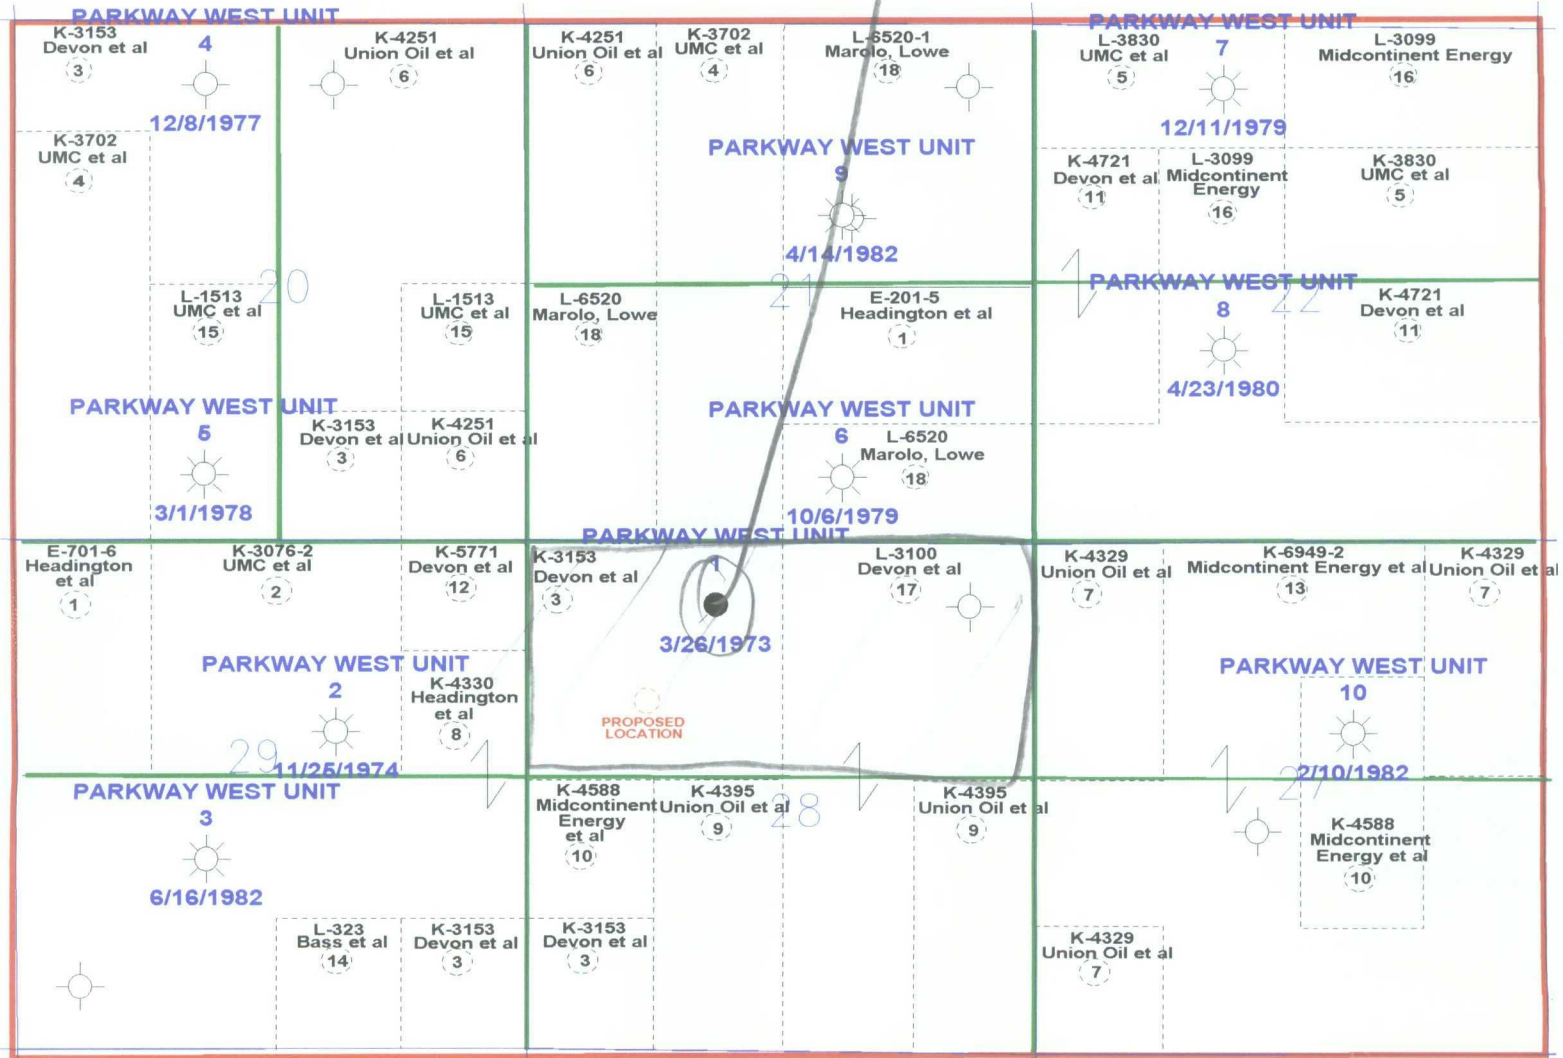 PARKWAY WEST UNIT
4
12/8/1977
K-3153
Devon et al
3
K-4251
Union Oil et al
6
K-4251
Union Oil et al
6
K-3702
UMC et al
4
L-6520-1
Marolo, Lowe
18
PARKWAY WEST UNIT
7
12/11/1979
L-3830
UMC et al
5
L-3099
Midcontinent Energy
16
K-3702
UMC et al
4
PARKWAY WEST UNIT
9
4/14/1982
K-4721
Devon et al
11
L-3099
Midcontinent
Energy
16
K-3830
UMC et al
5
20
21
22
L-1513
UMC et al
15
L-1513
UMC et al
15
L-6520
Marolo, Lowe
18
E-201-5
Headington et al
1
PARKWAY WEST UNIT
8
4/23/1980
K-4721
Devon et al
11
PARKWAY WEST UNIT
5
3/1/1978
K-3153
Devon et al
3
K-4251
Union Oil et al
6
PARKWAY WEST UNIT
6
10/6/1979
L-6520
Marolo, Lowe
18
E-701-6
Headington
et al
1
K-3076-2
UMC et al
2
K-5771
Devon et al
12
PARKWAY WEST UNIT
1
3/26/1973
K-3153
Devon et al
3
L-3100
Devon et al
17
K-4329
Union Oil et al
7
K-6949-2
Midcontinent Energy et al
13
K-4329
Union Oil et al
7
PARKWAY WEST UNIT
2
11/25/1974
K-4330
Headington
et al
8
PROPOSED
LOCATION
PARKWAY WEST UNIT
10
2/10/1982
29
28
27
PARKWAY WEST UNIT
3
6/16/1982
K-4588
Midcontinent
Energy
et al
10
K-4395
Union Oil et al
9
K-4395
Union Oil et al
9
K-4588
Midcontinent
Energy et al
10
L-323
Bass et al
14
K-3153
Devon et al
3
K-3153
Devon et al
3
K-4329
Union Oil et al
7